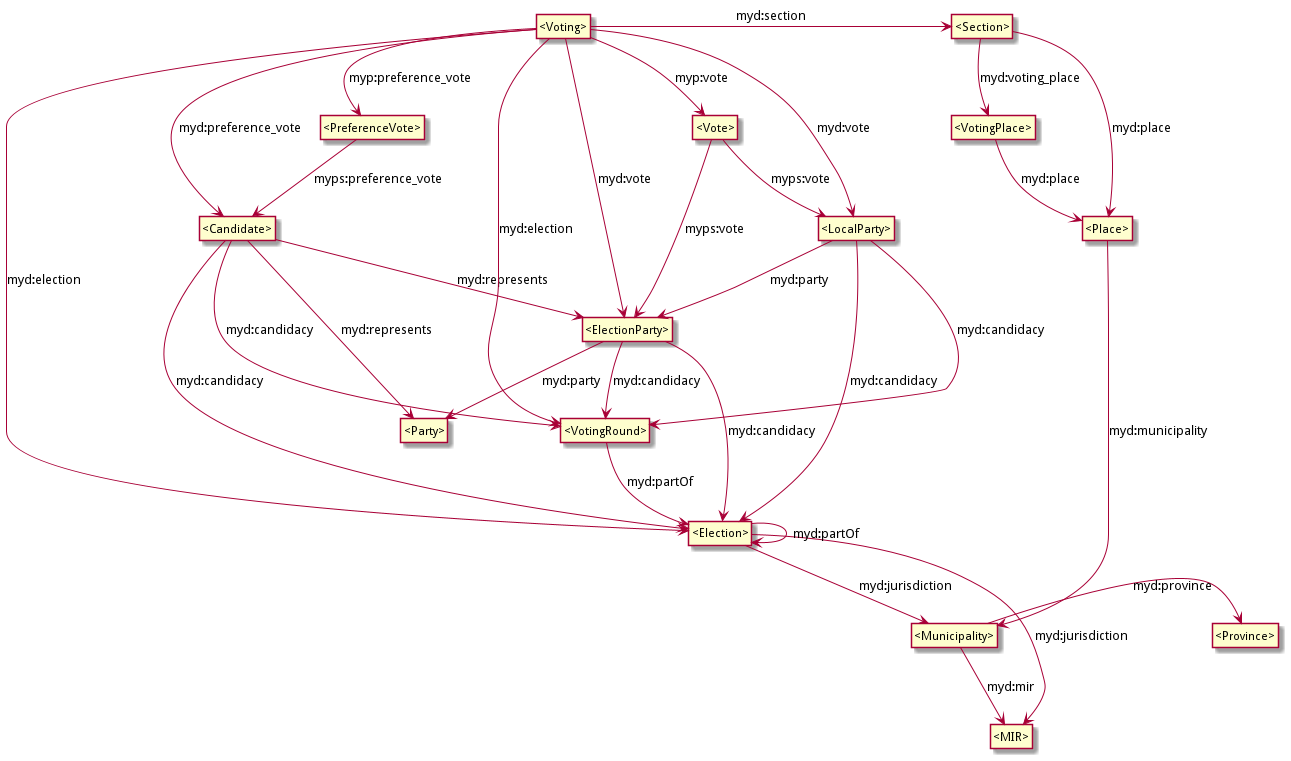 myd:section
<Voting>
<Section>
myp:preference_vote
myp:vote
myd:voting_place
myd:preference_vote
<PreferenceVote>
<Vote>
myd:vote
<VotingPlace>
myd:place
myps:preference_vote
myd:vote
myps:vote
myd:place
<Candidate>
myd:election
myps:vote
<LocalParty>
<Place>
myd:election
myd:represents
myd:party
myd:candidacy
myd:represents
<ElectionParty>
myd:candidacy
myd:candidacy
myd:party
myd:candidacy
myd:candidacy
<Party>
<VotingRound>
myd:candidacy
myd:municipality
myd:partOf
<Election>
myd:partOf
myd:jurisdiction
myd:province
<Municipality>
myd:jurisdiction
<Province>
myd:mir
<MIR>